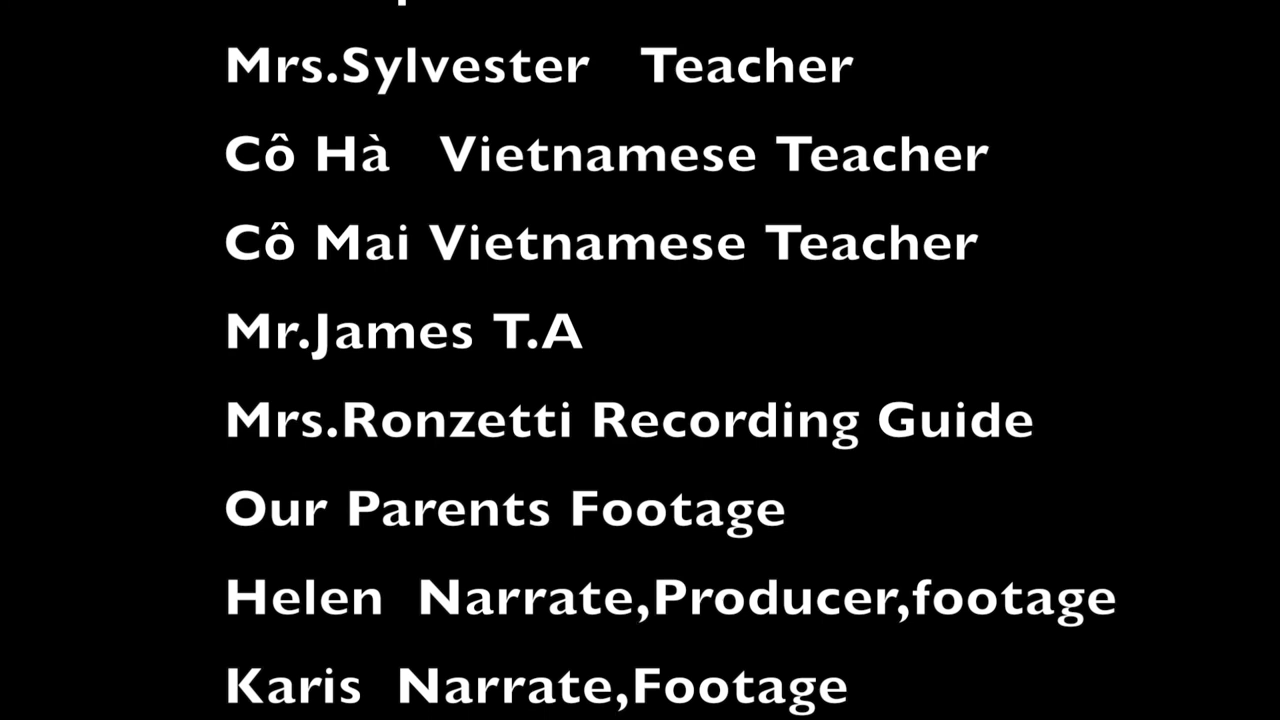 Mrs.Sylvester   Teacher
Cô Hà   Vietnamese Teacher
Cô Mai Vietnamese Teacher
Mr.James T.A
Mrs.Ronzetti Recording Guide
Our Parents Footage
Helen  Narrate,Producer,footage
Karis  Narrate,Footage